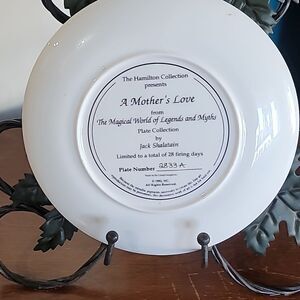 The Hamilton Collection
presents
A Mother's Love
from
The Magical World of Legends and Myths
Plate Collection
by
Jack Shalatain
Limited to a total of 28 firing days
Plate Number 2833A
All Rights Reserved.